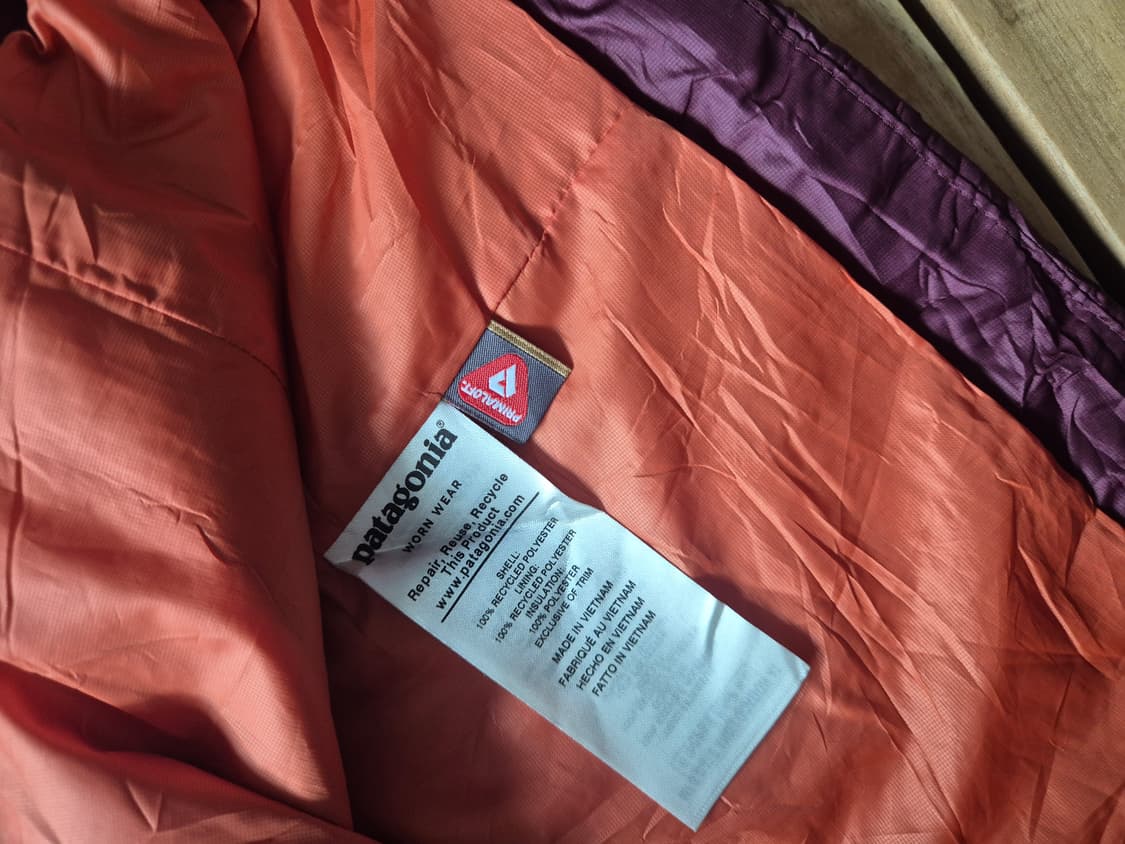 PRIMALOFT®
patagonia®
WORN WEAR
Repair, Reuse, Recycle
This Product
www.patagonia.com
SHELL:
100% RECYCLED POLYESTER
LINING:
100% RECYCLED POLYESTER
INSULATION:
100% POLYESTER
EXCLUSIVE OF TRIM
MADE IN VIETNAM
FABRIQUÉ AU VIETNAM
HECHO EN VIETNAM
FATTO IN VIETNAM